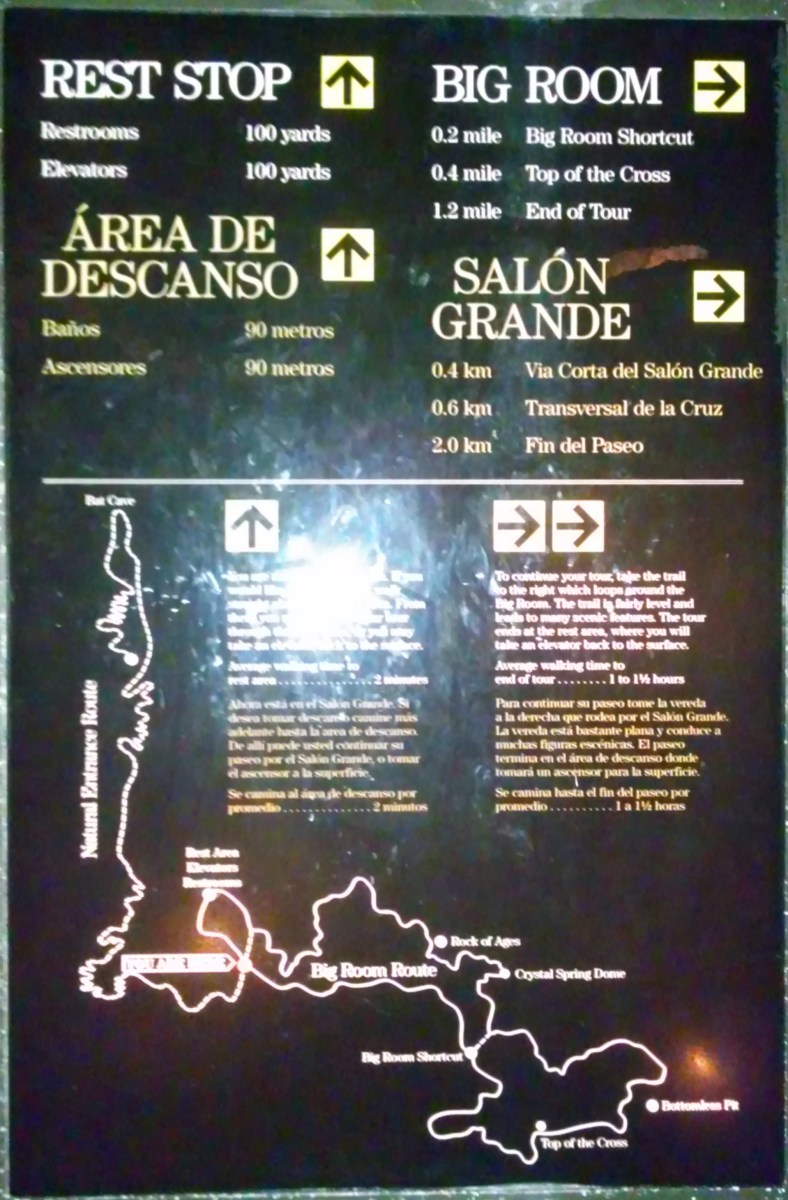 REST STOP
Restrooms 100 yards
Elevators 100 yards
ÁREA DE
DESCANSO
Baños 90 metros
Ascensores 90 metros
BIG ROOM
0.2 mile Big Room Shortcut
0.4 mile Top of the Cross
1.2 mile End of Tour
SALÓN
GRANDE
0.4 km Via Corta del Salón Grande
0.6 km Transversal de la Cruz
2.0 km Fin del Paseo
Bat Cave
Natural Entrance Route
If you
From
take an
to the surface.
Average walking time to
rest area ............... 2 minutes
Ahora está en el Salón Grande. Si
desea tomar descanso camine más
adelante hasta la area de descanso.
De alli puede usted continuar su
paseo por el Salón Grande, o tomar
el ascensor a la superficie.
Se camina al área de descanso por
promedio ............... 2 minutos
To continue your tour, take the trail
to the right which loops around the
Big Room. The trail is fairly level and
leads to many scenic features. The tour
ends at the rest area, where you will
take an elevator back to the surface.
Average walking time to
end of tour ........ 1 to 1½ hours
Para continuar su paseo tome la vereda
a la derecha que rodea por el Salón Grande.
La vereda está bastante plana y conduce a
muchas figuras escénicas. El paseo
termina en el área de descanso donde
tomará un ascensor para la superficie.
Se camina hasta el fin del paseo por
promedio .......... 1 a 1½ horas
Rest Area
Elevators
Restrooms
YOU ARE HERE
Big Room Route
Rock of Ages
Crystal Spring Dome
Big Room Shortcut
Bottomless Pit
Top of the Cross